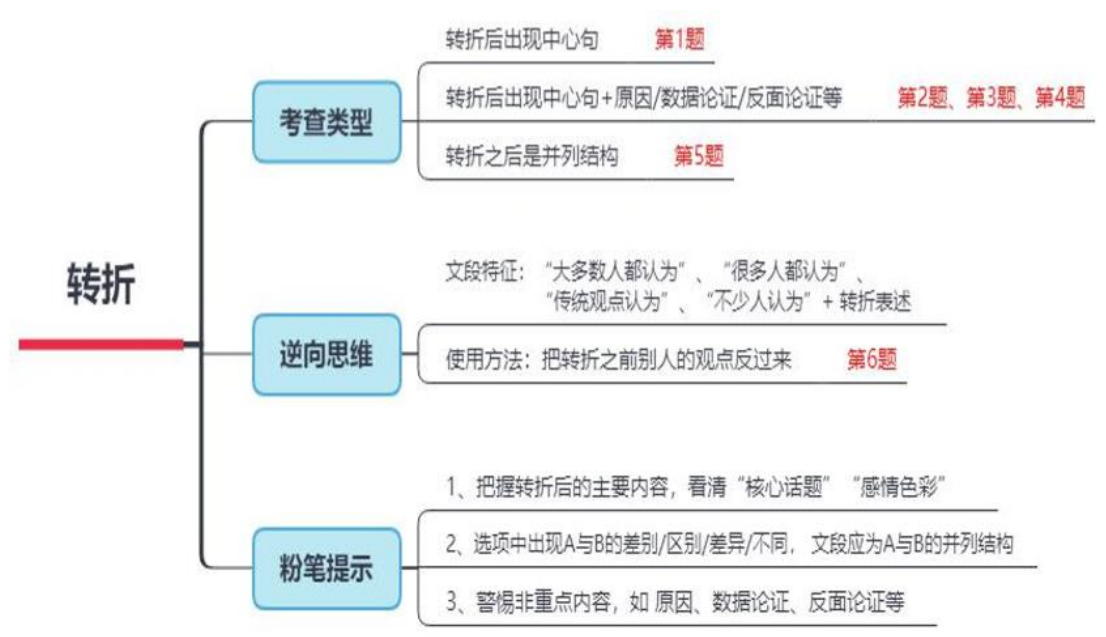 转折
考查类型
转折后出现中心句 第1题
转折后出现中心句+原因/数据论证/反面论证等 第2题、第3题、第4题
转折之后是并列结构 第5题
逆向思维
文段特征：“大多数人都认为”、“很多人都认为”、
“传统观点认为”、“不少人认为”+ 转折表述
使用方法：把转折之前别人的观点反过来 第6题
粉笔提示
1、把握转折后的主要内容，看清“核心话题”“感情色彩”
2、选项中出现A与B的差别/区别/差异/不同，文段应为A与B的并列结构
3、警惕非重点内容，如 原因、数据论证、反面论证等